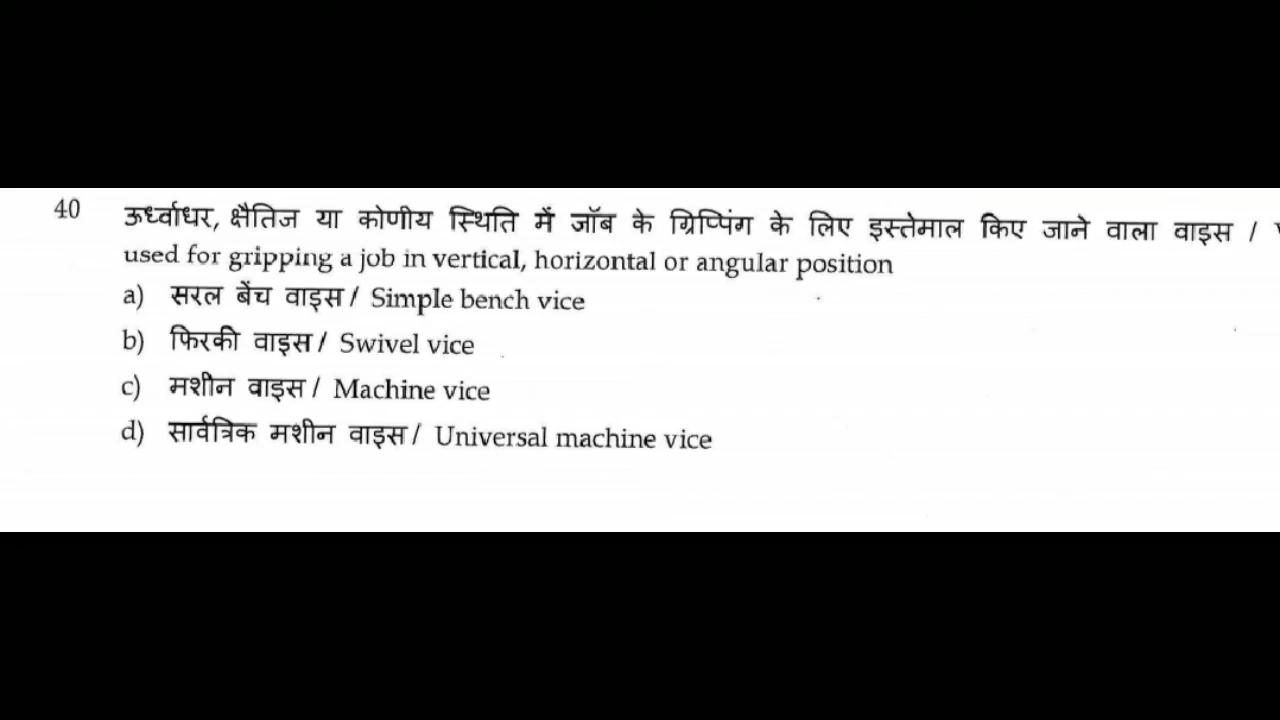 40 ऊर्ध्वाधर, क्षैतिज या कोणीय स्थिति में जॉब के ग्रिप्पिंग के लिए इस्तेमाल किए जाने वाला वाइस /
used for gripping a job in vertical, horizontal or angular position
a) सरल बेंच वाइस / Simple bench vice
b) फिरकी वाइस / Swivel vice
c) मशीन वाइस / Machine vice
d) सार्वत्रिक मशीन वाइस / Universal machine vice